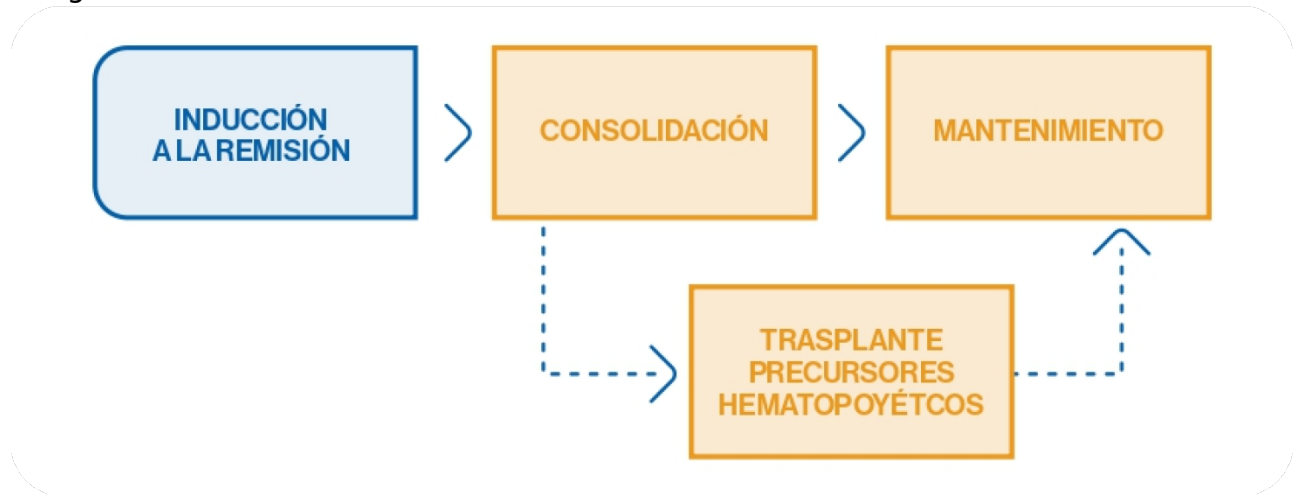 INDUCCIÓN
A LA REMISIÓN
CONSOLIDACIÓN
MANTENIMIENTO
TRASPLANTE
PRECURSORES
HEMATOPOYÉTCOS